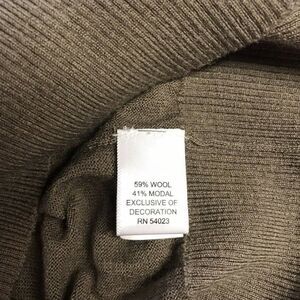 59% WOOL
41% MODAL
EXCLUSIVE OF
DECORATION
RN 54023